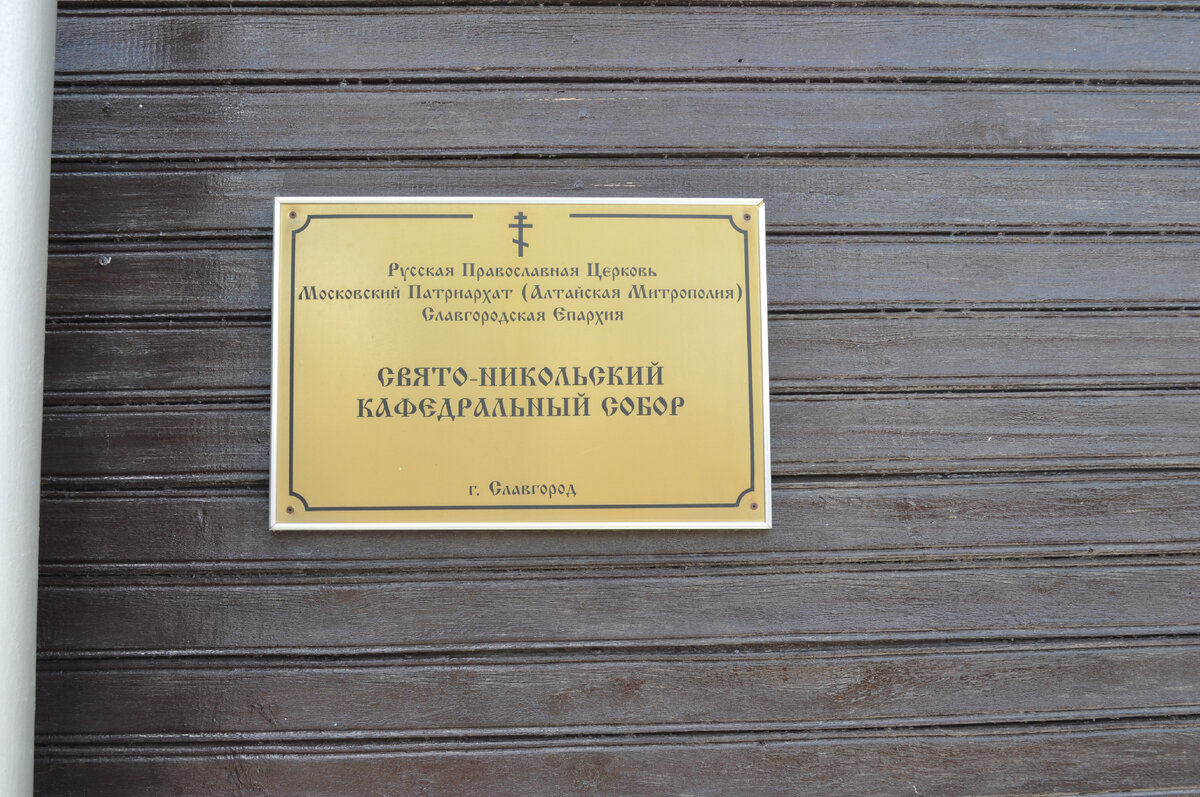 Русская Православная Церковь
Московский Патриархат (Алтайская Митрополия)
Славгородская Епархия
СВЯТО-НИКОЛЬСКИЙ
КАФЕДРАЛЬНЫЙ СОБОР
г. Славгород